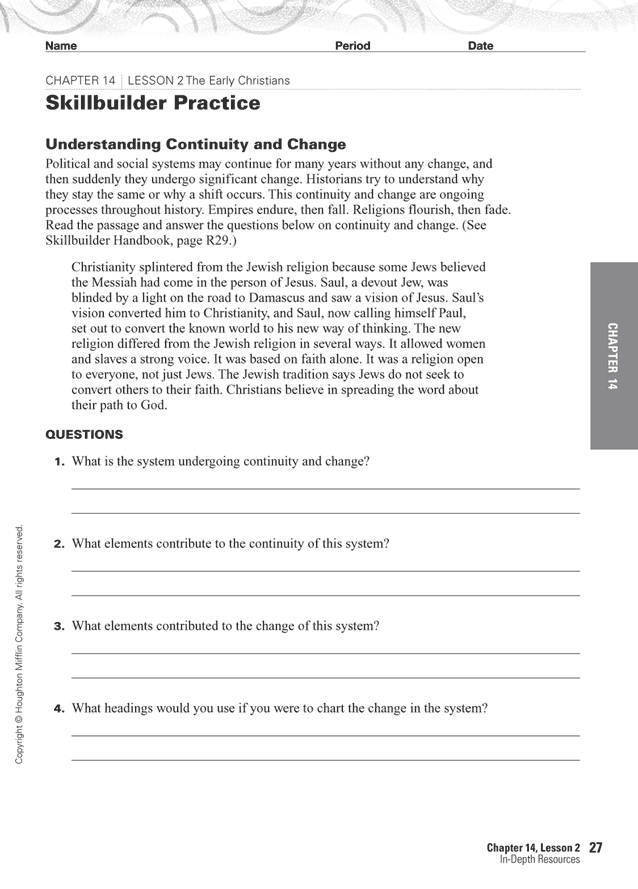 Name Period Date
CHAPTER 14 | LESSON 2 The Early Christians
Skillbuilder Practice
Understanding Continuity and Change
Political and social systems may continue for many years without any change, and
then suddenly they undergo significant change. Historians try to understand why
they stay the same or why a shift occurs. This continuity and change are ongoing
processes throughout history. Empires endure, then fall. Religions flourish, then fade.
Read the passage and answer the questions below on continuity and change. (See
Skillbuilder Handbook, page R29.)
Christianity splintered from the Jewish religion because some Jews believed
the Messiah had come in the person of Jesus. Saul, a devout Jew, was
blinded by a light on the road to Damascus and saw a vision of Jesus. Saul's
vision converted him to Christianity, and Saul, now calling himself Paul,
set out to convert the known world to his new way of thinking. The new
religion differed from the Jewish religion in several ways. It allowed women
and slaves a strong voice. It was based on faith alone. It was a religion open
to everyone, not just Jews. The Jewish tradition says Jews do not seek to
convert others to their faith. Christians believe in spreading the word about
their path to God.
QUESTIONS
1. What is the system undergoing continuity and change?
2. What elements contribute to the continuity of this system?
3. What elements contributed to the change of this system?
4. What headings would you use if you were to chart the change in the system?
CHAPTER 14
Copyright © Houghton Mifflin Company. All rights reserved.
Chapter 14, Lesson 2 27
In-Depth Resources